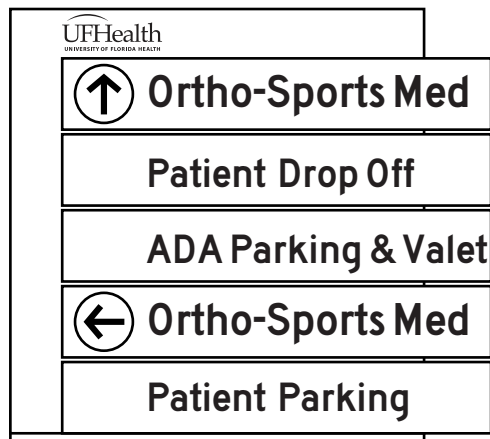 UFHealth
UNIVERSITY OF FLORIDA HEALTH
Ortho-Sports Med
Patient Drop Off
ADA Parking & Valet
Ortho-Sports Med
Patient Parking